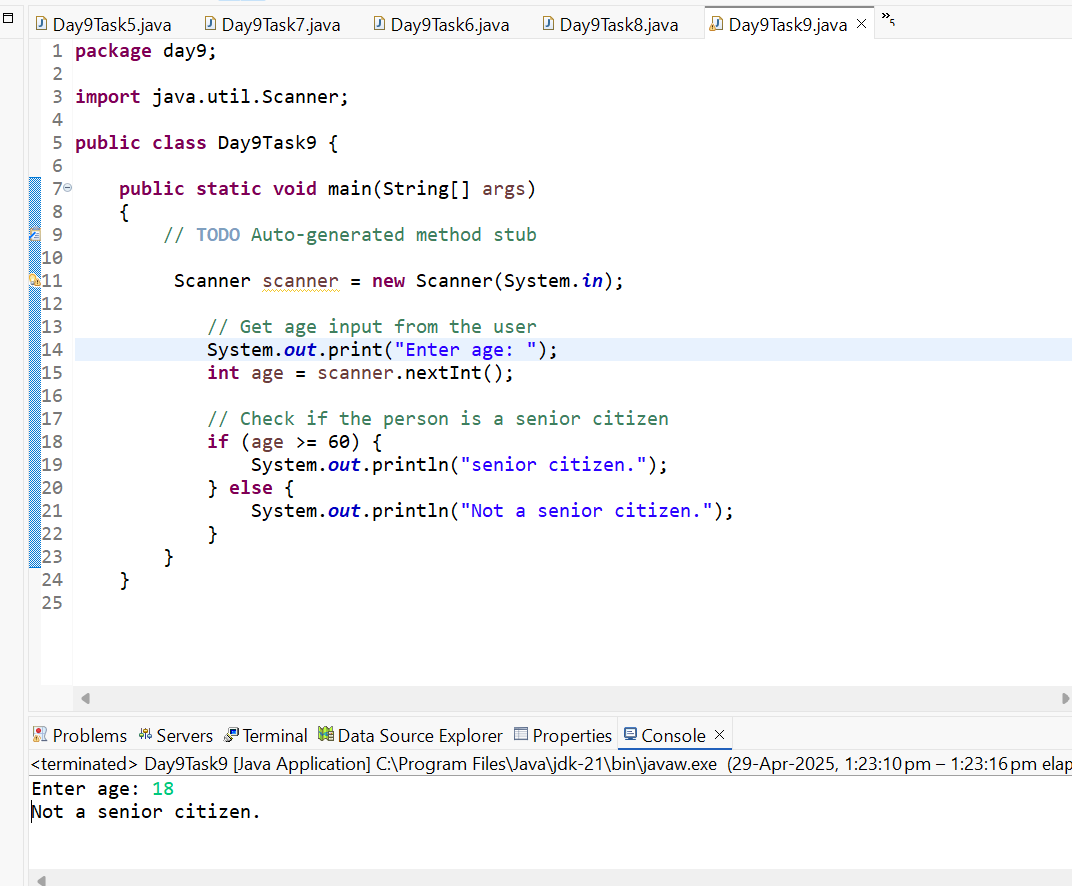 Day9Task5.java Day9Task7.java Day9Task6.java Day9Task8.java Day9Task9.java × »5
1 package day9;
2
3 import java.util.Scanner;
4
5 public class Day9Task9 {
6
7 public static void main(String[] args)
8 {
9 // TODO Auto-generated method stub
10
11 Scanner scanner = new Scanner(System.in);
12
13 // Get age input from the user
14 System.out.print("Enter age: ");
15 int age = scanner.nextInt();
16
17 // Check if the person is a senior citizen
18 if (age >= 60) {
19 System.out.println("senior citizen.");
20 } else {
21 System.out.println("Not a senior citizen.");
22 }
23 }
24 }
25
Problems Servers Terminal Data Source Explorer Properties Console ×
<terminated> Day9Task9 [Java Application] C:\Program Files\Java\jdk-21\bin\javaw.exe (29-Apr-2025, 1:23:10 pm – 1:23:16 pm elap
Enter age: 18
Not a senior citizen.